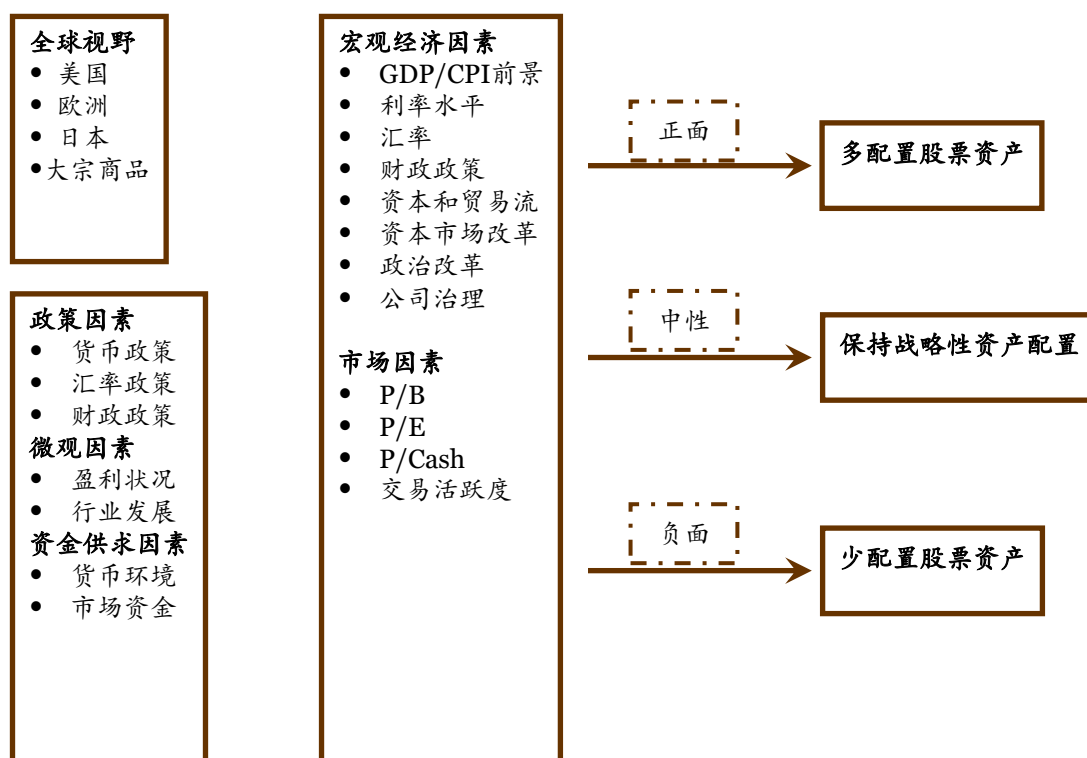 全球视野
• 美国
• 欧洲
• 日本
•大宗商品
政策因素
• 货币政策
• 汇率政策
• 财政政策
微观因素
• 盈利状况
• 行业发展
资金供求因素
• 货币环境
• 市场资金
宏观经济因素
• GDP/CPI前景
• 利率水平
• 汇率
• 财政政策
• 资本和贸易流
• 资本市场改革
• 政治改革
• 公司治理
市场因素
• P/B
• P/E
• P/Cash
• 交易活跃度
正面
多配置股票资产
中性
保持战略性资产配置
负面
少配置股票资产